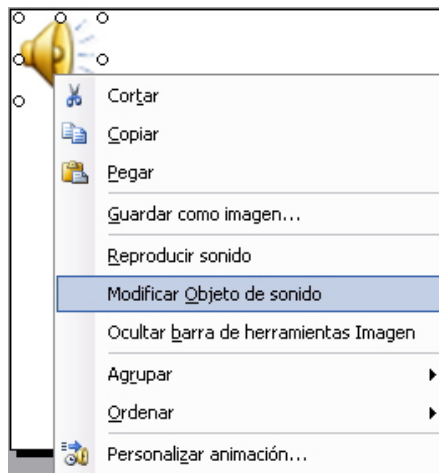 Cortar
Copiar
Pegar
Guardar como imagen...
Reproducir sonido
Modificar Objeto de sonido
Ocultar barra de herramientas Imagen
Agrupar
Ordenar
Personalizar animación...